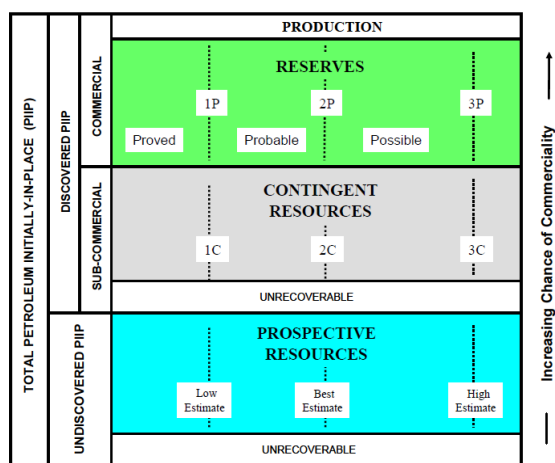 TOTAL PETROLEUM INITIALLY-IN-PLACE (PIIP)
DISCOVERED PIIP
COMMERCIAL
PRODUCTION
RESERVES
1P
2P
3P
Proved
Probable
Possible
SUB-COMMERCIAL
CONTINGENT
RESOURCES
1C
2C
3C
UNRECOVERABLE
UNDISCOVERED PIIP
PROSPECTIVE
RESOURCES
Low
Estimate
Best
Estimate
High
Estimate
UNRECOVERABLE
Increasing Chance of Commerciality